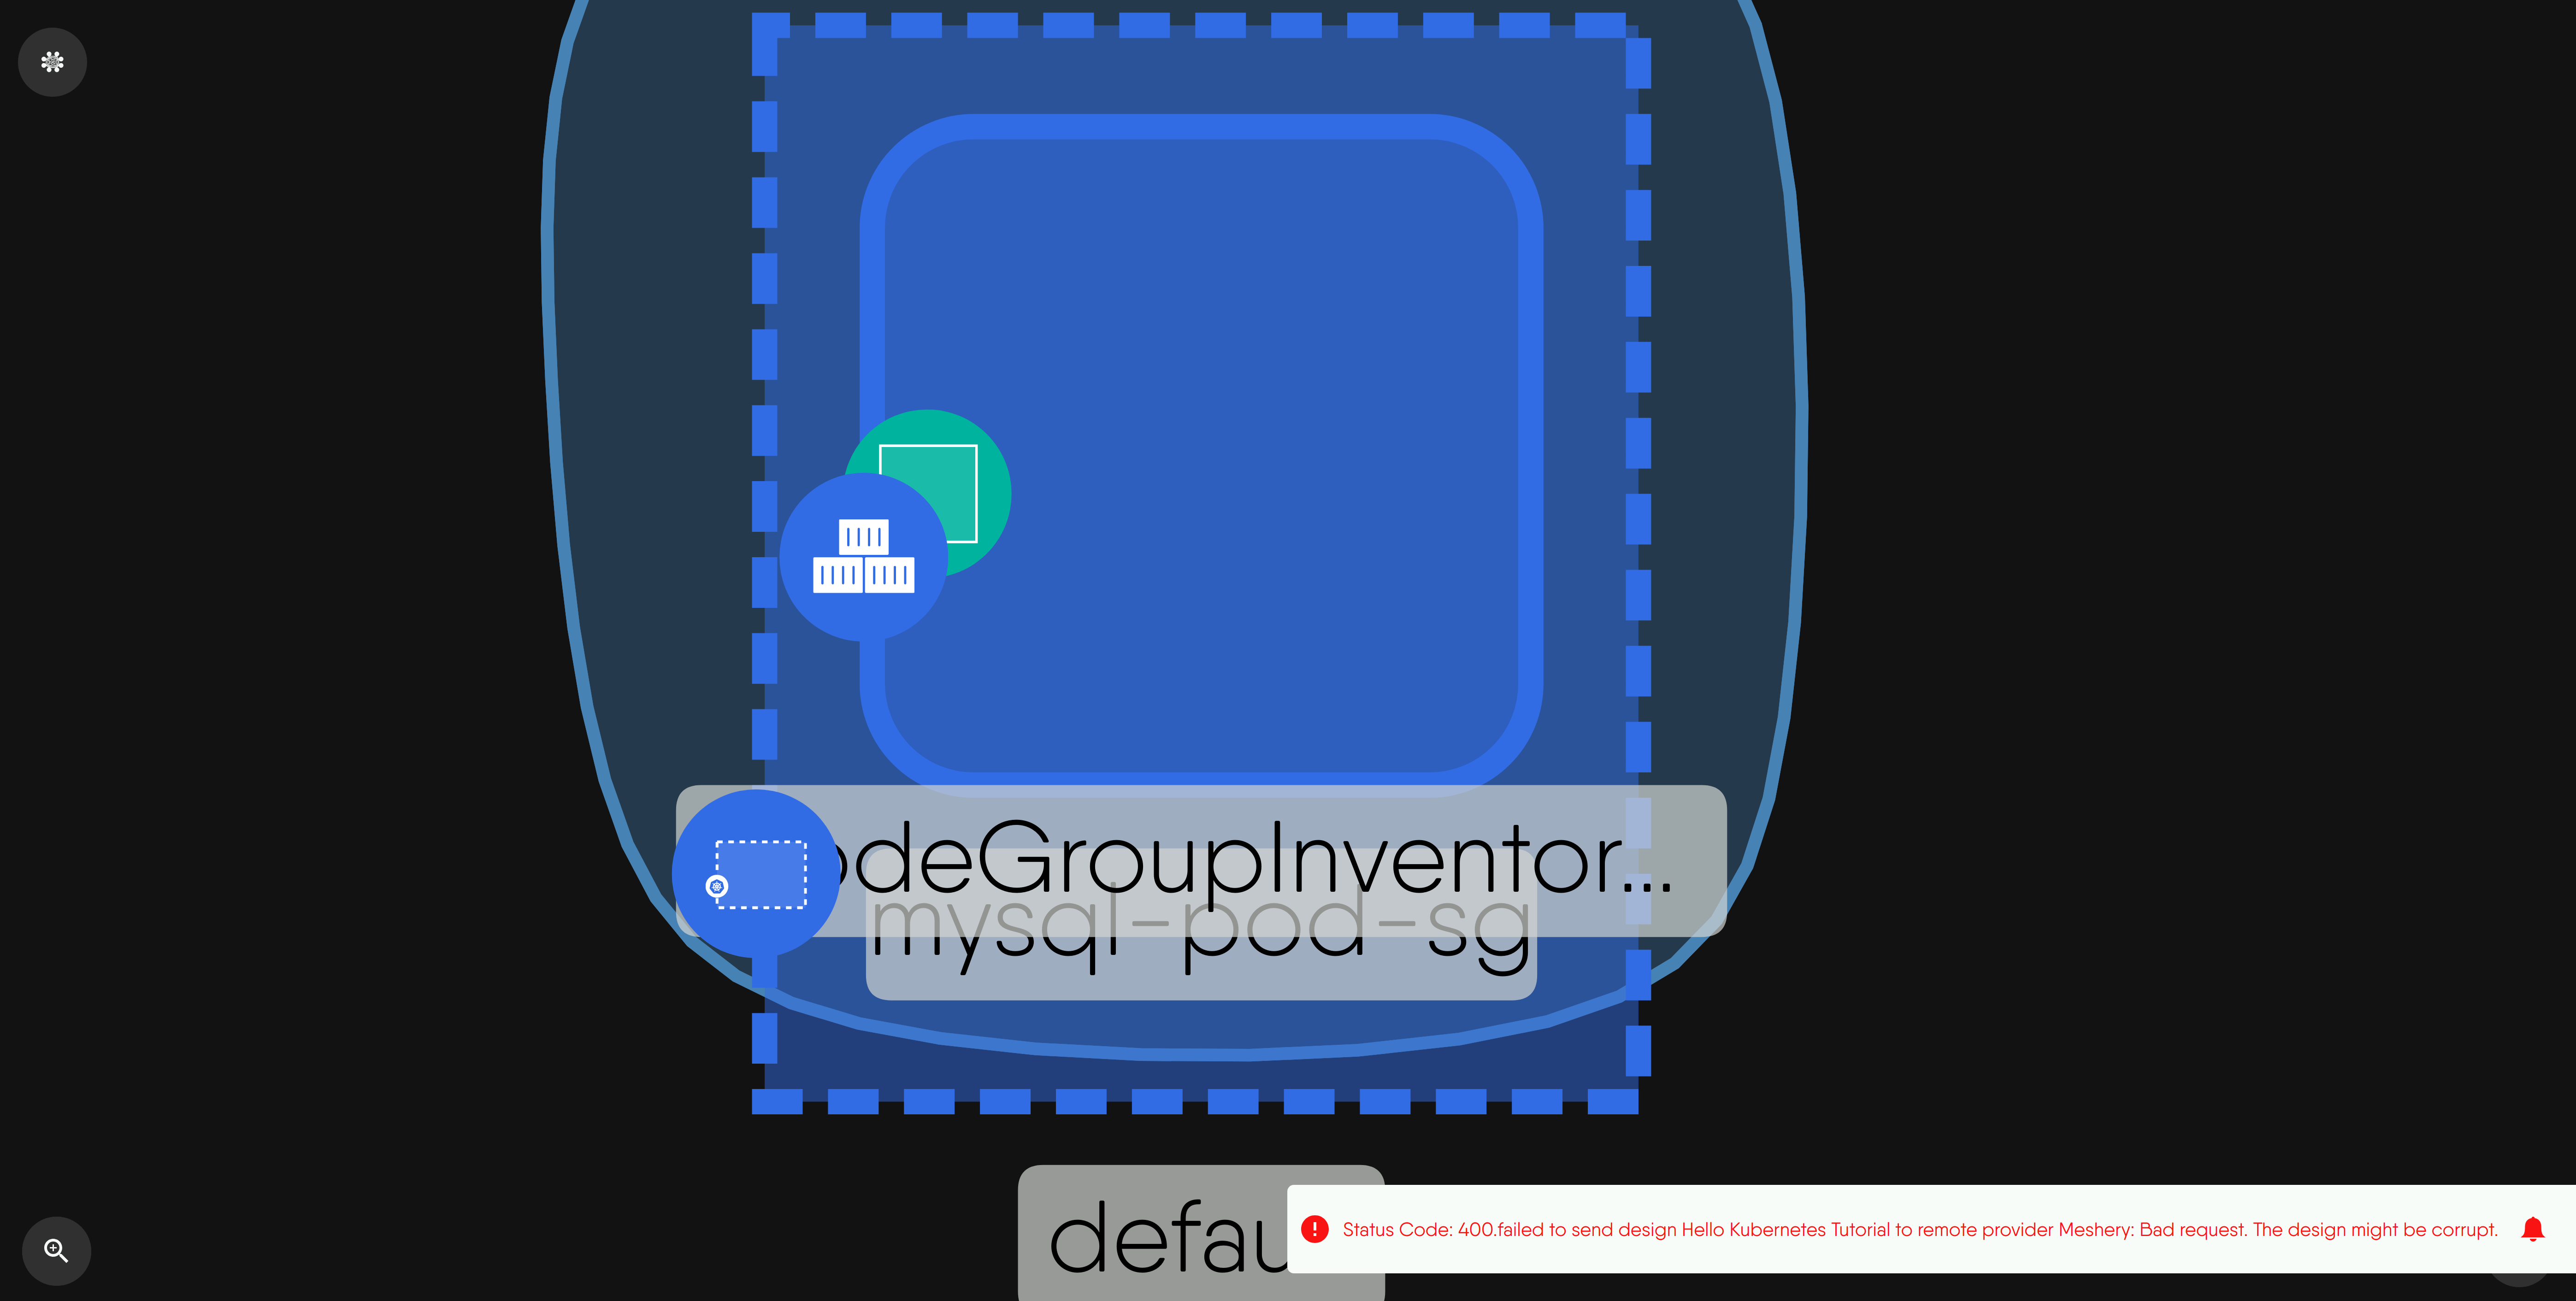 odeGroupInventor...
mysql-pod-sg
defau
Status Code: 400.failed to send design Hello Kubernetes Tutorial to remote provider Meshery: Bad request. The design might be corrupt.